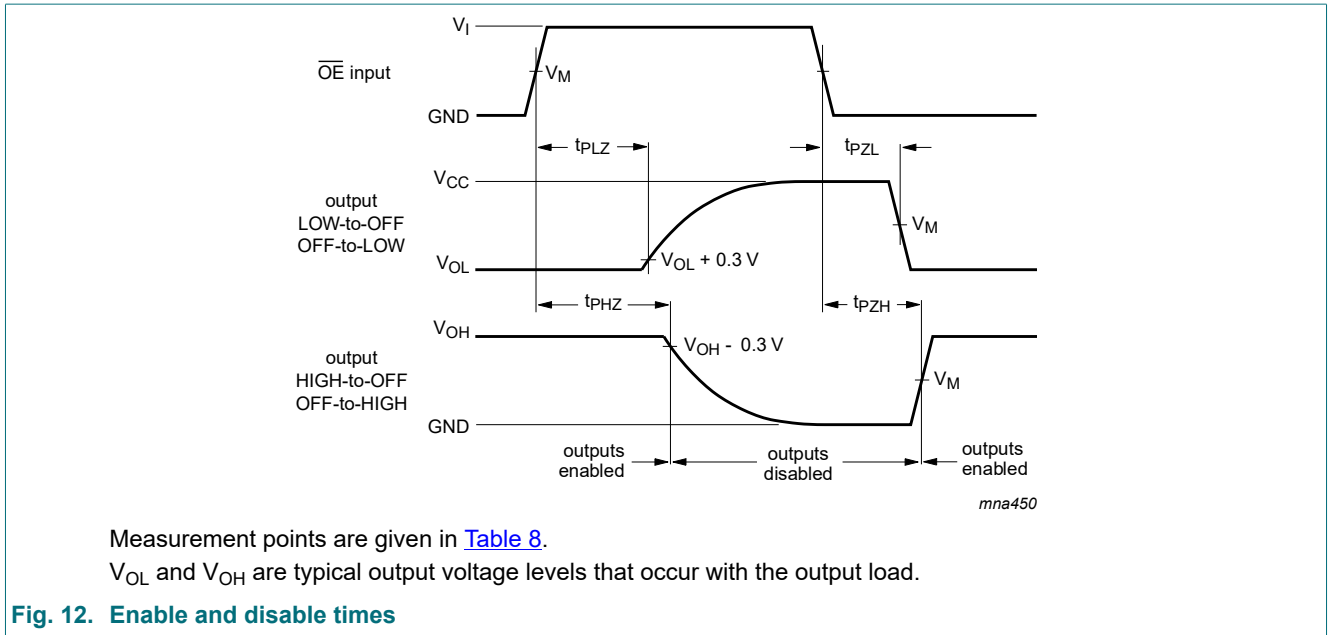 V_I
OE input
V_M
GND
t_PLZ
t_PZL
V_CC
output
LOW-to-OFF
OFF-to-LOW
V_M
V_OL
V_OL + 0.3 V
t_PHZ
t_PZH
V_OH
V_OH - 0.3 V
output
HIGH-to-OFF
OFF-to-HIGH
V_M
GND
outputs
enabled
outputs
disabled
outputs
enabled
mna450
Measurement points are given in Table 8.
V_OL and V_OH are typical output voltage levels that occur with the output load.
Fig. 12. Enable and disable times